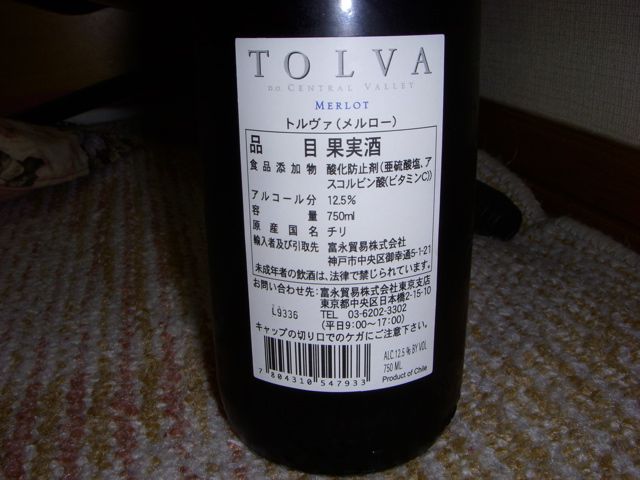 TOLVA
D.O. CENTRAL VALLEY
MERLOT
トルヴァ(メルロー)
品目 果実酒
食品添加物 酸化防止剤(亜硫酸塩、ア
スコルビン酸(ビタミンC))
アルコール分 12.5%
容量 750ml
原産国名 チリ
輸入者及び引取先 富永貿易株式会社
神戸市中央区御幸通5-1-21
未成年者の飲酒は、法律で禁じられています。
お問い合わせ先: 富永貿易株式会社東京支店
東京都中央区日本橋2-15-10
L9336 TEL 03-6202-3302
(平日9:00〜17:00)
キャップの切り口でのケガにご注意下さい。
ALC.12,5 % BY VOL
750 ML.
Product of Chile
7 804310 547933